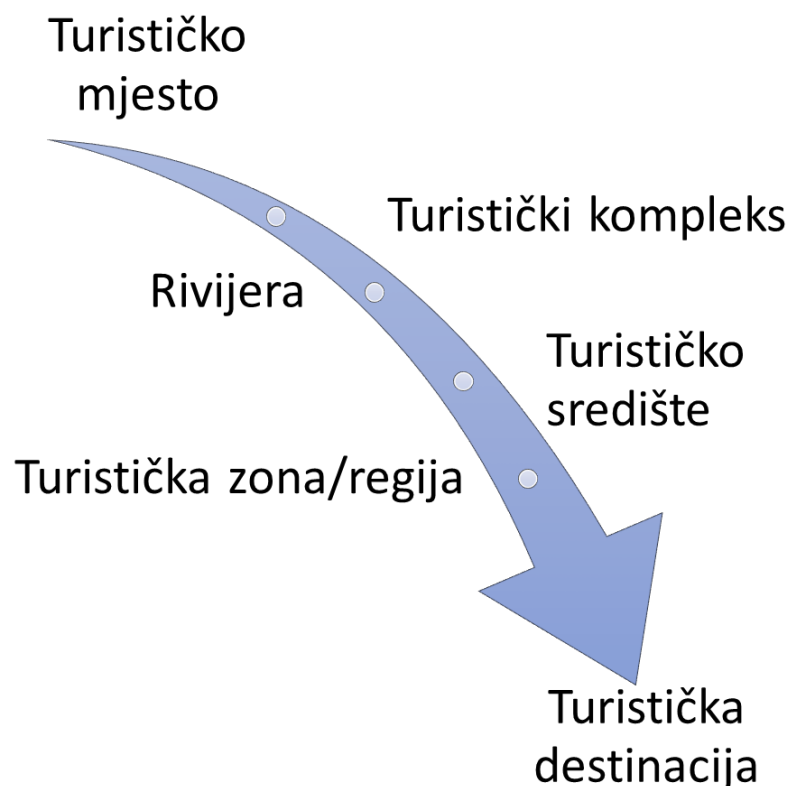 Turističko
mjesto
Turistički kompleks
Rivijera
Turističko
središte
Turistička zona/regija
Turistička
destinacija